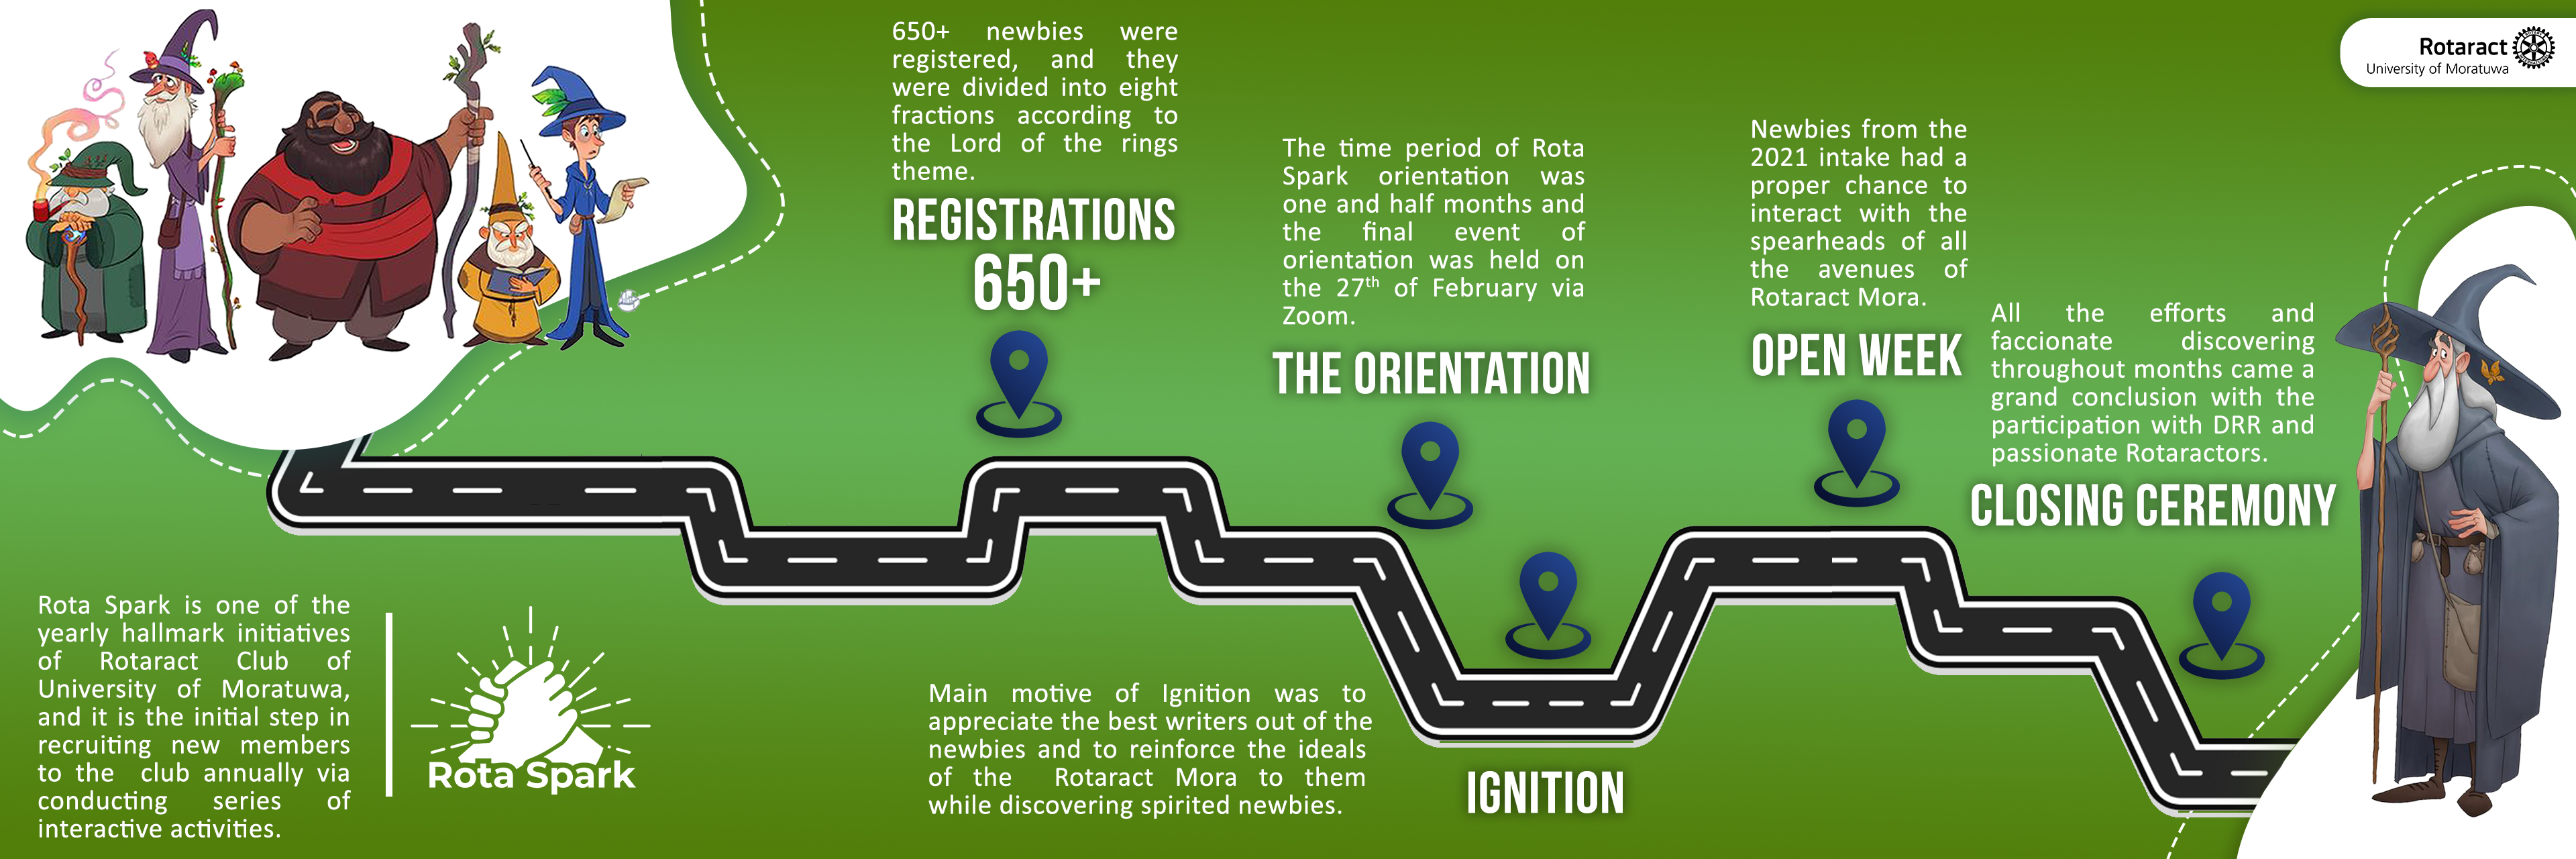 650+ newbies were
registered, and they
were divided into eight
fractions according to
the Lord of the rings
theme.
REGISTRATIONS
650+
The time period of Rota
Spark orientation was
one and half months and
the final event of
orientation was held on
the 27th of February via
Zoom.
THE ORIENTATION
Newbies from the
2021 intake had a
proper chance to
interact with the
spearheads of all
the avenues of
Rotaract Mora.
OPEN WEEK
All the efforts and
faccionate discovering
throughout months came a
grand conclusion with the
participation with DRR and
passionate Rotaractors.
CLOSING CEREMONY
Rotaract
University of Moratuwa
Rota Spark is one of the
yearly hallmark initiatives
of Rotaract Club of
University of Moratuwa,
and it is the initial step in
recruiting new members
to the club annually via
conducting series of
interactive activities.
Rota Spark
Main motive of Ignition was to
appreciate the best writers out of the
newbies and to reinforce the ideals
of the Rotaract Mora to them
while discovering spirited newbies.
IGNITION